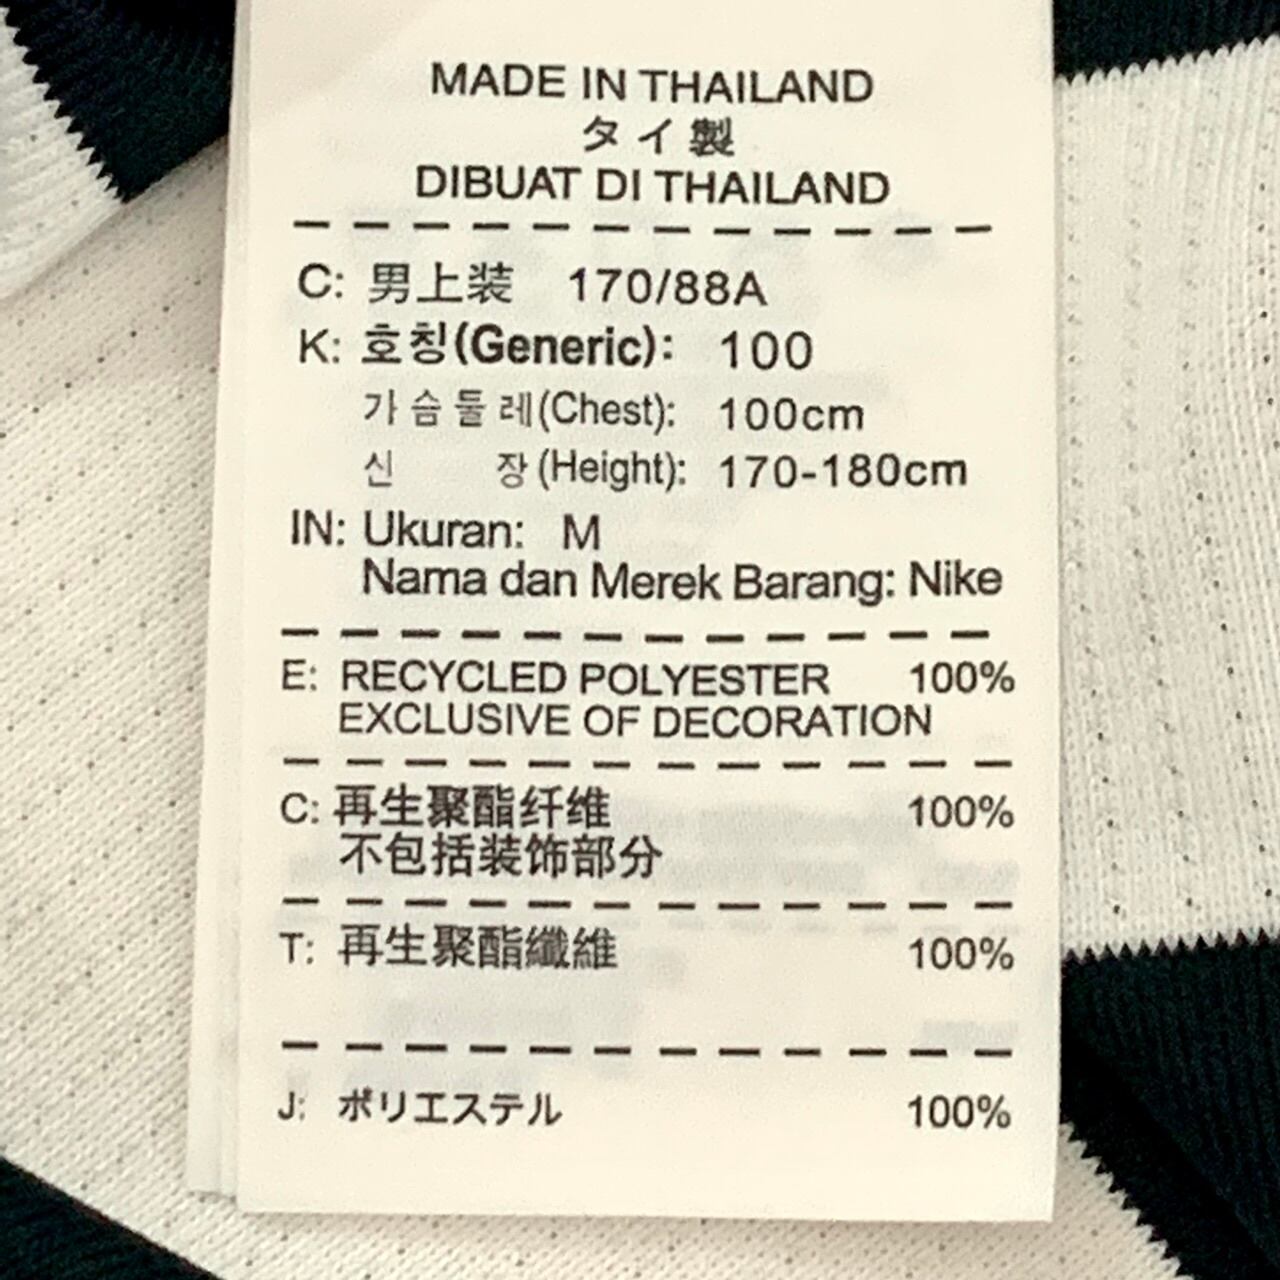 MADE IN THAILAND
タイ製
DIBUAT DI THAILAND
C: 男上装 170/88A
K: 호칭(Generic): 100
가슴둘레(Chest): 100cm
신 장(Height): 170-180cm
IN: Ukuran: M
Nama dan Merek Barang: Nike
E: RECYCLED POLYESTER 100%
EXCLUSIVE OF DECORATION
C: 再生聚酯纤维 100%
不包括装饰部分
T: 再生聚酯纖維 100%
J: ポリエステル 100%